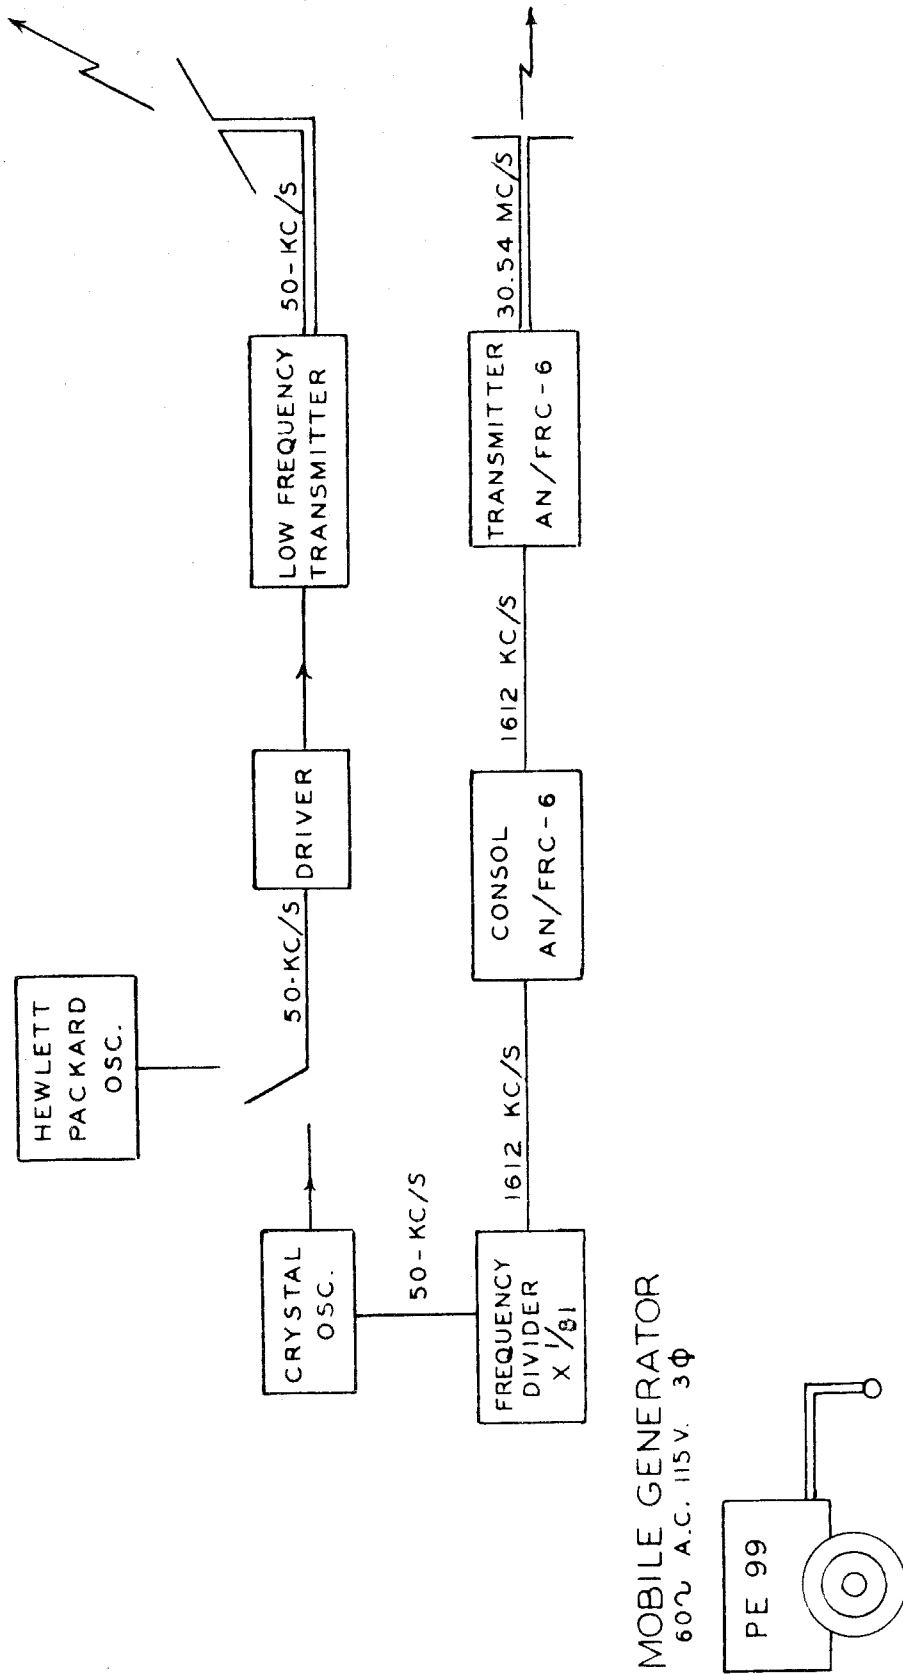 HEWLETT
PACKARD
OSC.
CRYSTAL
OSC.
50-KC/S
DRIVER
LOW FREQUENCY
TRANSMITTER
50-KC/S
50-KC/S
FREQUENCY
DIVIDER
X 1/31
1612 KC/S
CONSOL
AN/FRC-6
1612 KC/S
TRANSMITTER
AN/FRC-6
30.54 MC/S
MOBILE GENERATOR
60~ A.C. 115V. 3Φ
PE 99